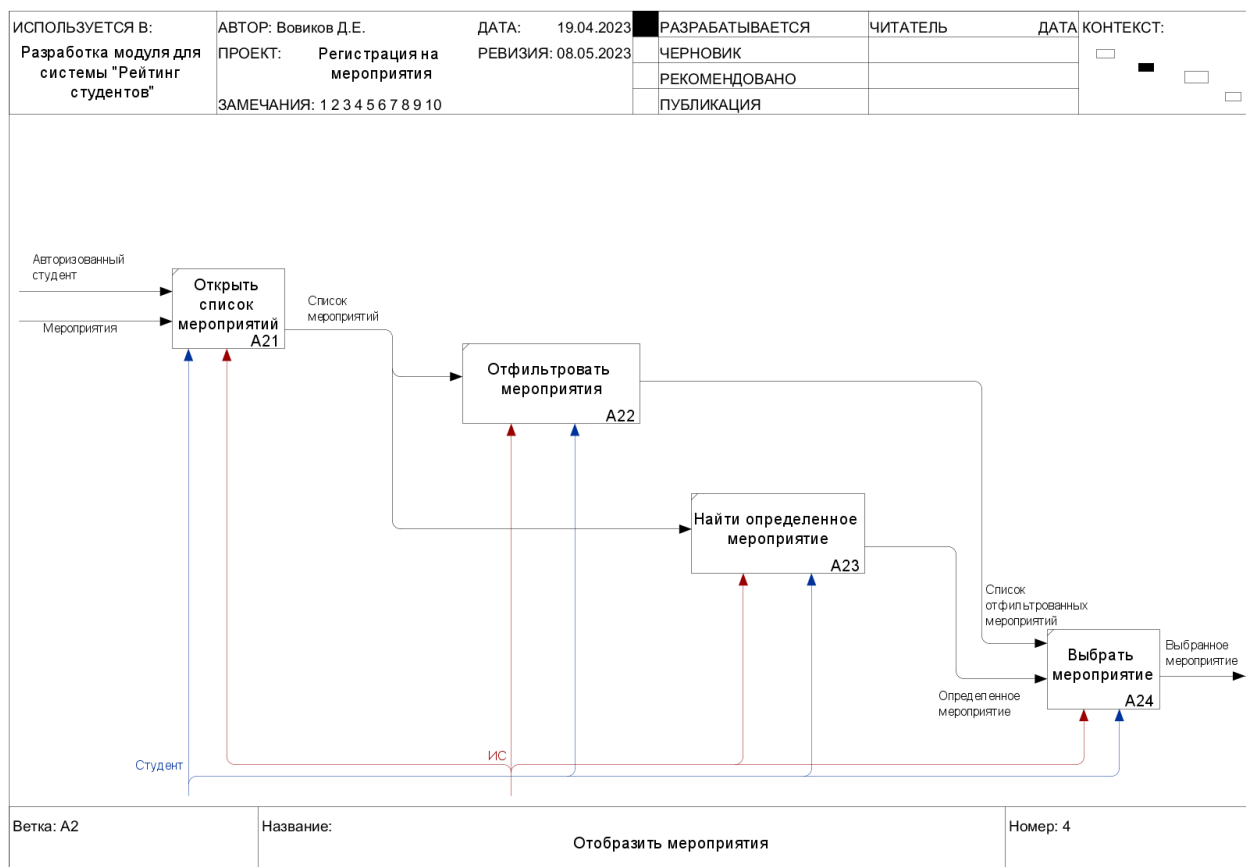 ИСПОЛЬЗУЕТСЯ В:
Разработка модуля для
системы "Рейтинг
студентов"
АВТОР: Вовиков Д.Е.
ДАТА: 19.04.2023
ПРОЕКТ: Регистрация на
мероприятия
РЕВИЗИЯ: 08.05.2023
ЗАМЕЧАНИЯ: 1 2 3 4 5 6 7 8 9 10
РАЗРАБАТЫВАЕТСЯ
ЧЕРНОВИК
РЕКОМЕНДОВАНО
ПУБЛИКАЦИЯ
ЧИТАТЕЛЬ
ДАТА
КОНТЕКСТ:
Авторизованный
студент
Мероприятия
Открыть
список
мероприятий
A21
Список
мероприятий
Отфильтровать
мероприятия
A22
Найти определенное
мероприятие
A23
Список
отфильтрованных
мероприятий
Определенное
мероприятие
Выбрать
мероприятие
A24
Выбранное
мероприятие
ИС
Студент
Ветка: A2
Название:
Отобразить мероприятия
Номер: 4